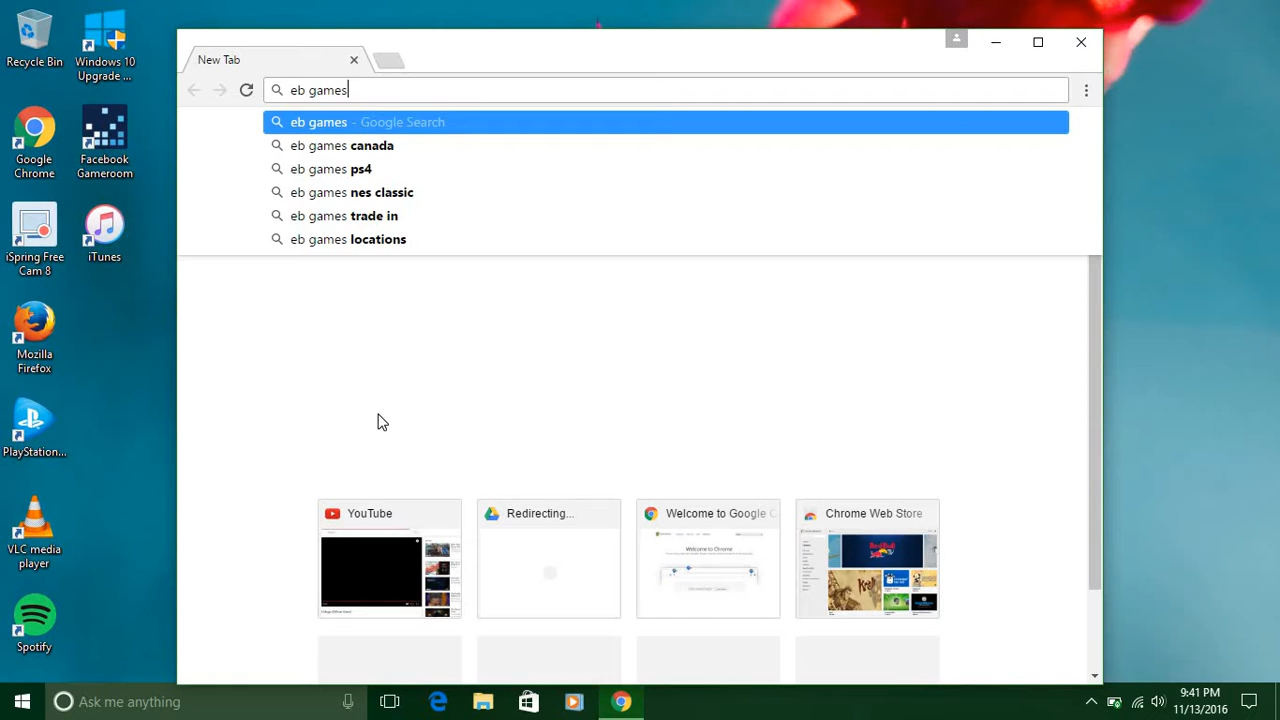 Recycle Bin
Windows 10
Upgrade ...
Google
Chrome
Facebook
Gameroom
iSpring Free
Cam 8
iTunes
Mozilla
Firefox
PlayStation...
VLC media
player
Spotify
New Tab
eb games
eb games - Google Search
eb games canada
eb games ps4
eb games nes classic
eb games trade in
eb games locations
YouTube
Redirecting...
Welcome to Google C
Chrome Web Store
Welcome to Chrome
Ask me anything
9:41 PM
11/13/2016